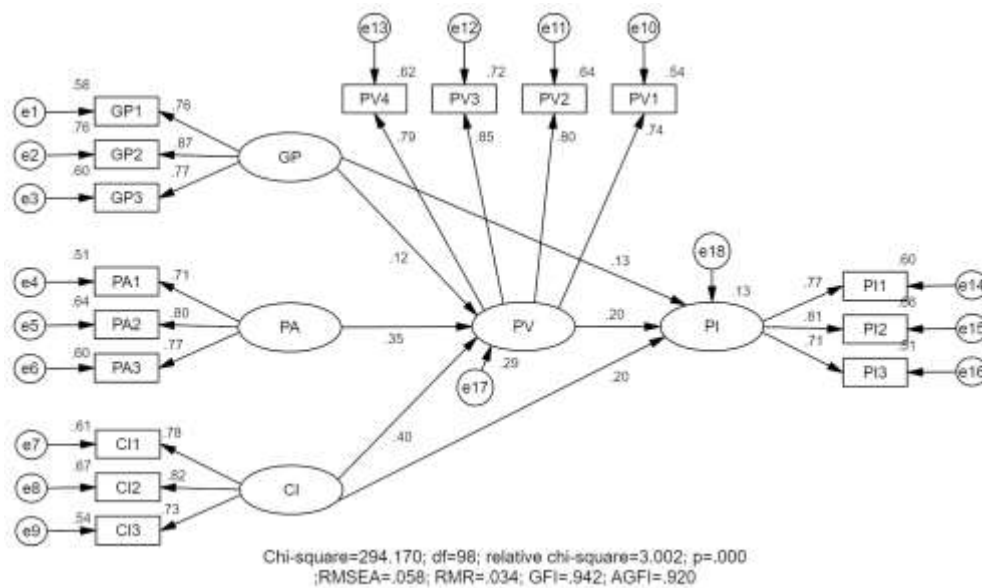 e13 e12 e11 e10
.62 .72 .64 .54
PV4 PV3 PV2 PV1
.79 .85 .80 .74
.58
e1 GP1 .76
.76
e2 GP2 .87 GP
.60
e3 GP3 .77
.12 .13
.51
e4 PA1 .71
.64
e5 PA2 .80 PA
.60
e6 PA3 .77
.35 PV .20 PI
e17 .29
e18 .13
.60
.77 PI1 e14
.68
.81 PI2 e15
.51
.71 PI3 e16
.20
.40
.61
e7 CI1 .78
.67
e8 CI2 .82 CI
.54
e9 CI3 .73
Chi-square=294.170; df=98; relative chi-square=3.002; p=.000
;RMSEA=.058; RMR=.034; GFI=.942; AGFI=.920